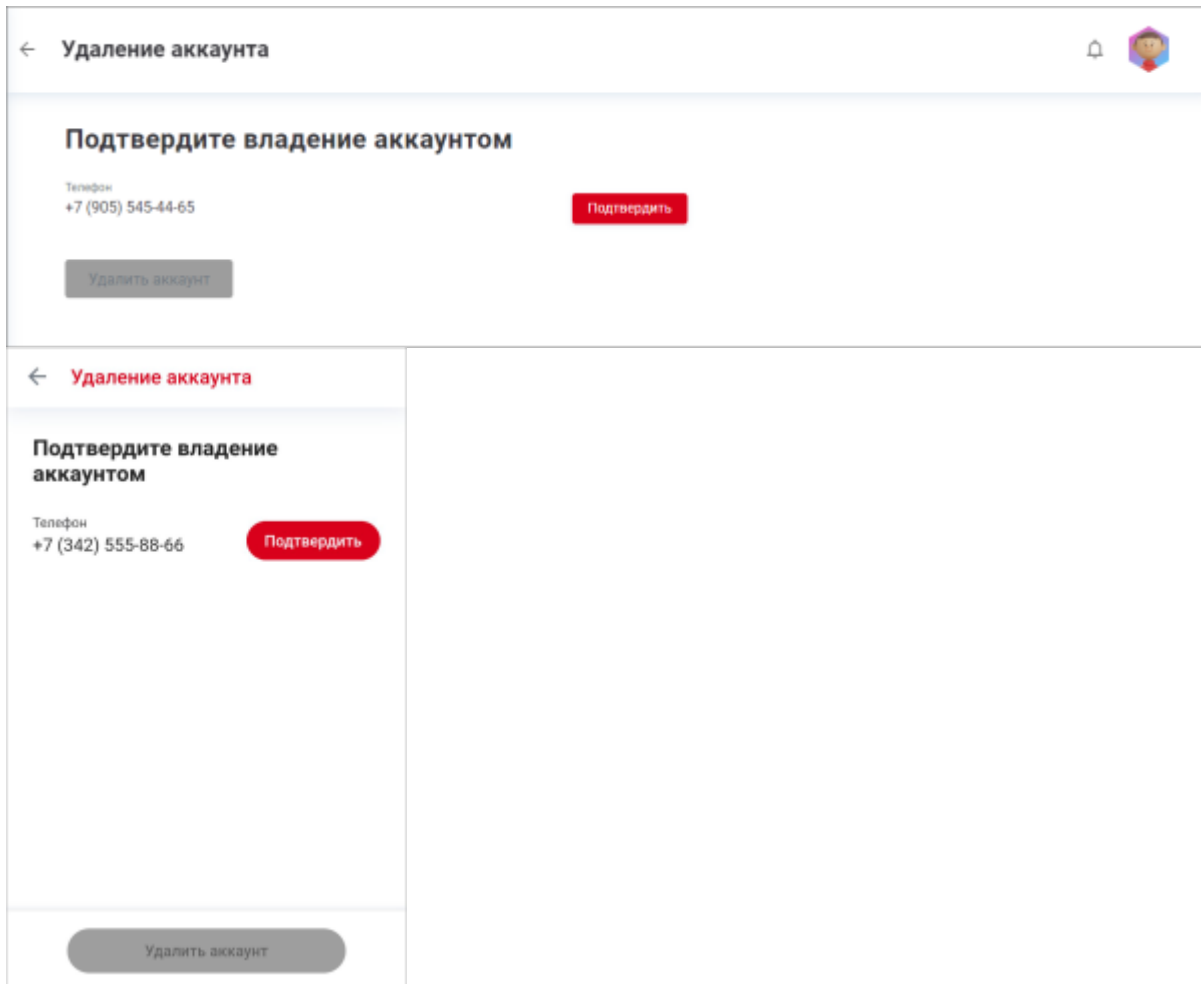 Удаление аккаунта
Подтвердите владение аккаунтом
Телефон
+7 (905) 545-44-65
Подтвердить
Удалить аккаунт
Удаление аккаунта
Подтвердите владение
аккаунтом
Телефон
+7 (342) 555-88-66
Подтвердить
Удалить аккаунт